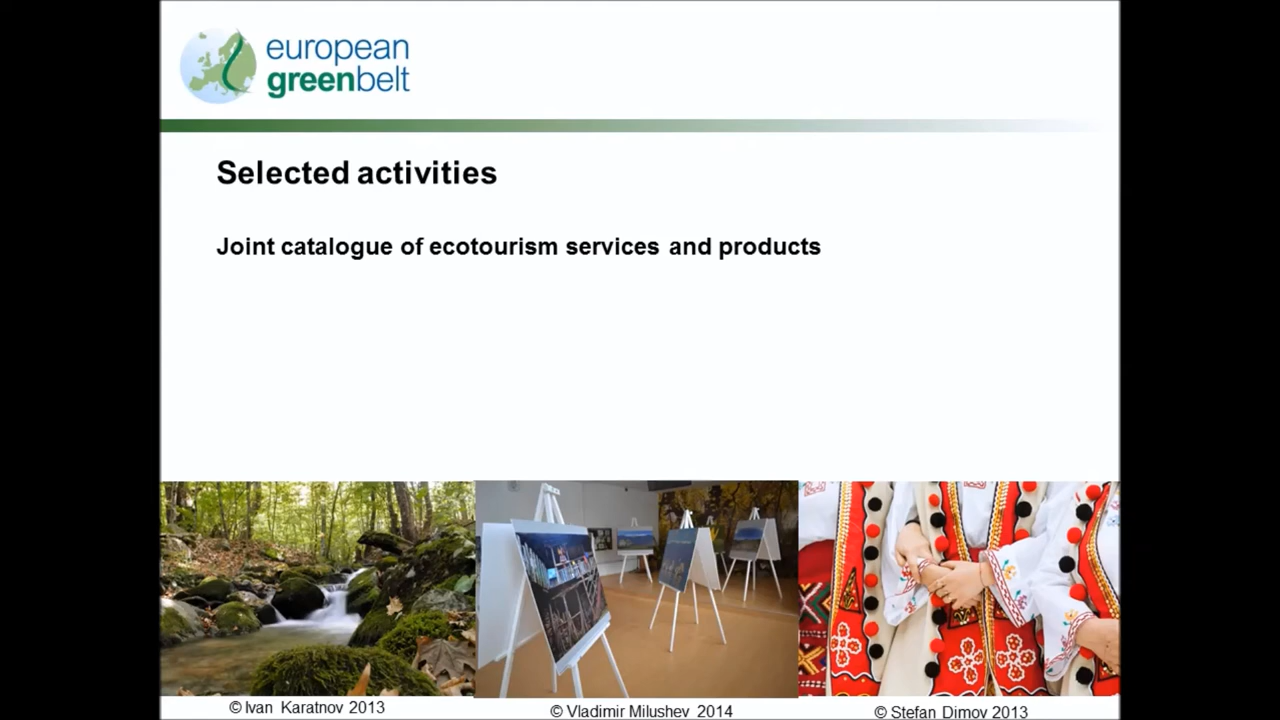 european
greenbelt
Selected activities
Joint catalogue of ecotourism services and products
© Ivan Karatnov 2013
© Vladimir Milushev 2014
© Stefan Dimov 2013